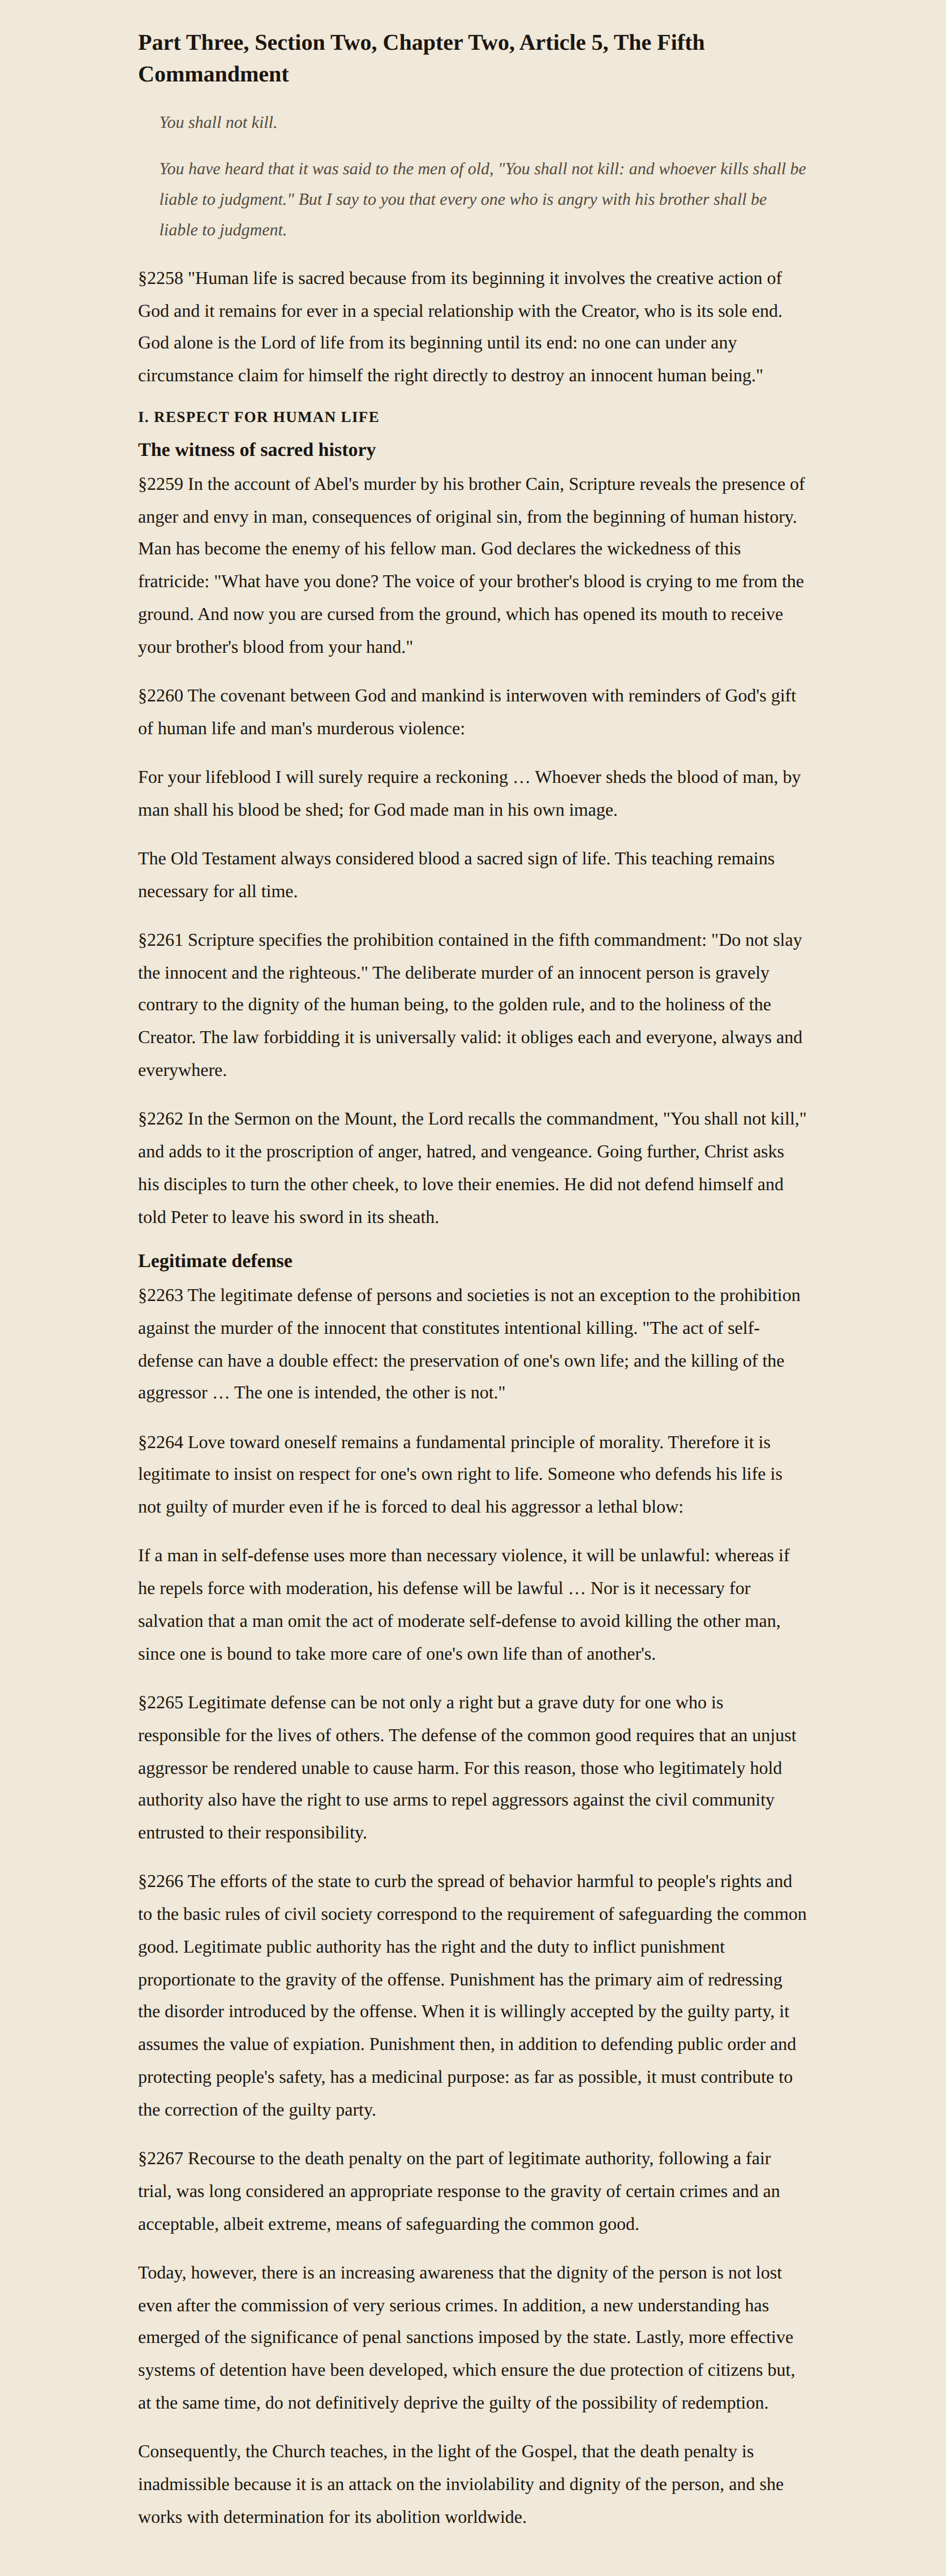 Part Three, Section Two, Chapter Two, Article 5, The Fifth
Commandment
You shall not kill.
You have heard that it was said to the men of old, "You shall not kill: and whoever kills shall be
liable to judgment." But I say to you that every one who is angry with his brother shall be
liable to judgment.
§2258 "Human life is sacred because from its beginning it involves the creative action of
God and it remains for ever in a special relationship with the Creator, who is its sole end.
God alone is the Lord of life from its beginning until its end: no one can under any
circumstance claim for himself the right directly to destroy an innocent human being."
I. RESPECT FOR HUMAN LIFE
The witness of sacred history
§2259 In the account of Abel's murder by his brother Cain, Scripture reveals the presence of
anger and envy in man, consequences of original sin, from the beginning of human history.
Man has become the enemy of his fellow man. God declares the wickedness of this
fratricide: "What have you done? The voice of your brother's blood is crying to me from the
ground. And now you are cursed from the ground, which has opened its mouth to receive
your brother's blood from your hand."
§2260 The covenant between God and mankind is interwoven with reminders of God's gift
of human life and man's murderous violence:
For your lifeblood I will surely require a reckoning … Whoever sheds the blood of man, by
man shall his blood be shed; for God made man in his own image.
The Old Testament always considered blood a sacred sign of life. This teaching remains
necessary for all time.
§2261 Scripture specifies the prohibition contained in the fifth commandment: "Do not slay
the innocent and the righteous." The deliberate murder of an innocent person is gravely
contrary to the dignity of the human being, to the golden rule, and to the holiness of the
Creator. The law forbidding it is universally valid: it obliges each and everyone, always and
everywhere.
§2262 In the Sermon on the Mount, the Lord recalls the commandment, "You shall not kill,"
and adds to it the proscription of anger, hatred, and vengeance. Going further, Christ asks
his disciples to turn the other cheek, to love their enemies. He did not defend himself and
told Peter to leave his sword in its sheath.
Legitimate defense
§2263 The legitimate defense of persons and societies is not an exception to the prohibition
against the murder of the innocent that constitutes intentional killing. "The act of self-
defense can have a double effect: the preservation of one's own life; and the killing of the
aggressor … The one is intended, the other is not."
§2264 Love toward oneself remains a fundamental principle of morality. Therefore it is
legitimate to insist on respect for one's own right to life. Someone who defends his life is
not guilty of murder even if he is forced to deal his aggressor a lethal blow:
If a man in self-defense uses more than necessary violence, it will be unlawful: whereas if
he repels force with moderation, his defense will be lawful … Nor is it necessary for
salvation that a man omit the act of moderate self-defense to avoid killing the other man,
since one is bound to take more care of one's own life than of another's.
§2265 Legitimate defense can be not only a right but a grave duty for one who is
responsible for the lives of others. The defense of the common good requires that an unjust
aggressor be rendered unable to cause harm. For this reason, those who legitimately hold
authority also have the right to use arms to repel aggressors against the civil community
entrusted to their responsibility.
§2266 The efforts of the state to curb the spread of behavior harmful to people's rights and
to the basic rules of civil society correspond to the requirement of safeguarding the common
good. Legitimate public authority has the right and the duty to inflict punishment
proportionate to the gravity of the offense. Punishment has the primary aim of redressing
the disorder introduced by the offense. When it is willingly accepted by the guilty party, it
assumes the value of expiation. Punishment then, in addition to defending public order and
protecting people's safety, has a medicinal purpose: as far as possible, it must contribute to
the correction of the guilty party.
§2267 Recourse to the death penalty on the part of legitimate authority, following a fair
trial, was long considered an appropriate response to the gravity of certain crimes and an
acceptable, albeit extreme, means of safeguarding the common good.
Today, however, there is an increasing awareness that the dignity of the person is not lost
even after the commission of very serious crimes. In addition, a new understanding has
emerged of the significance of penal sanctions imposed by the state. Lastly, more effective
systems of detention have been developed, which ensure the due protection of citizens but,
at the same time, do not definitively deprive the guilty of the possibility of redemption.
Consequently, the Church teaches, in the light of the Gospel, that the death penalty is
inadmissible because it is an attack on the inviolability and dignity of the person, and she
works with determination for its abolition worldwide.